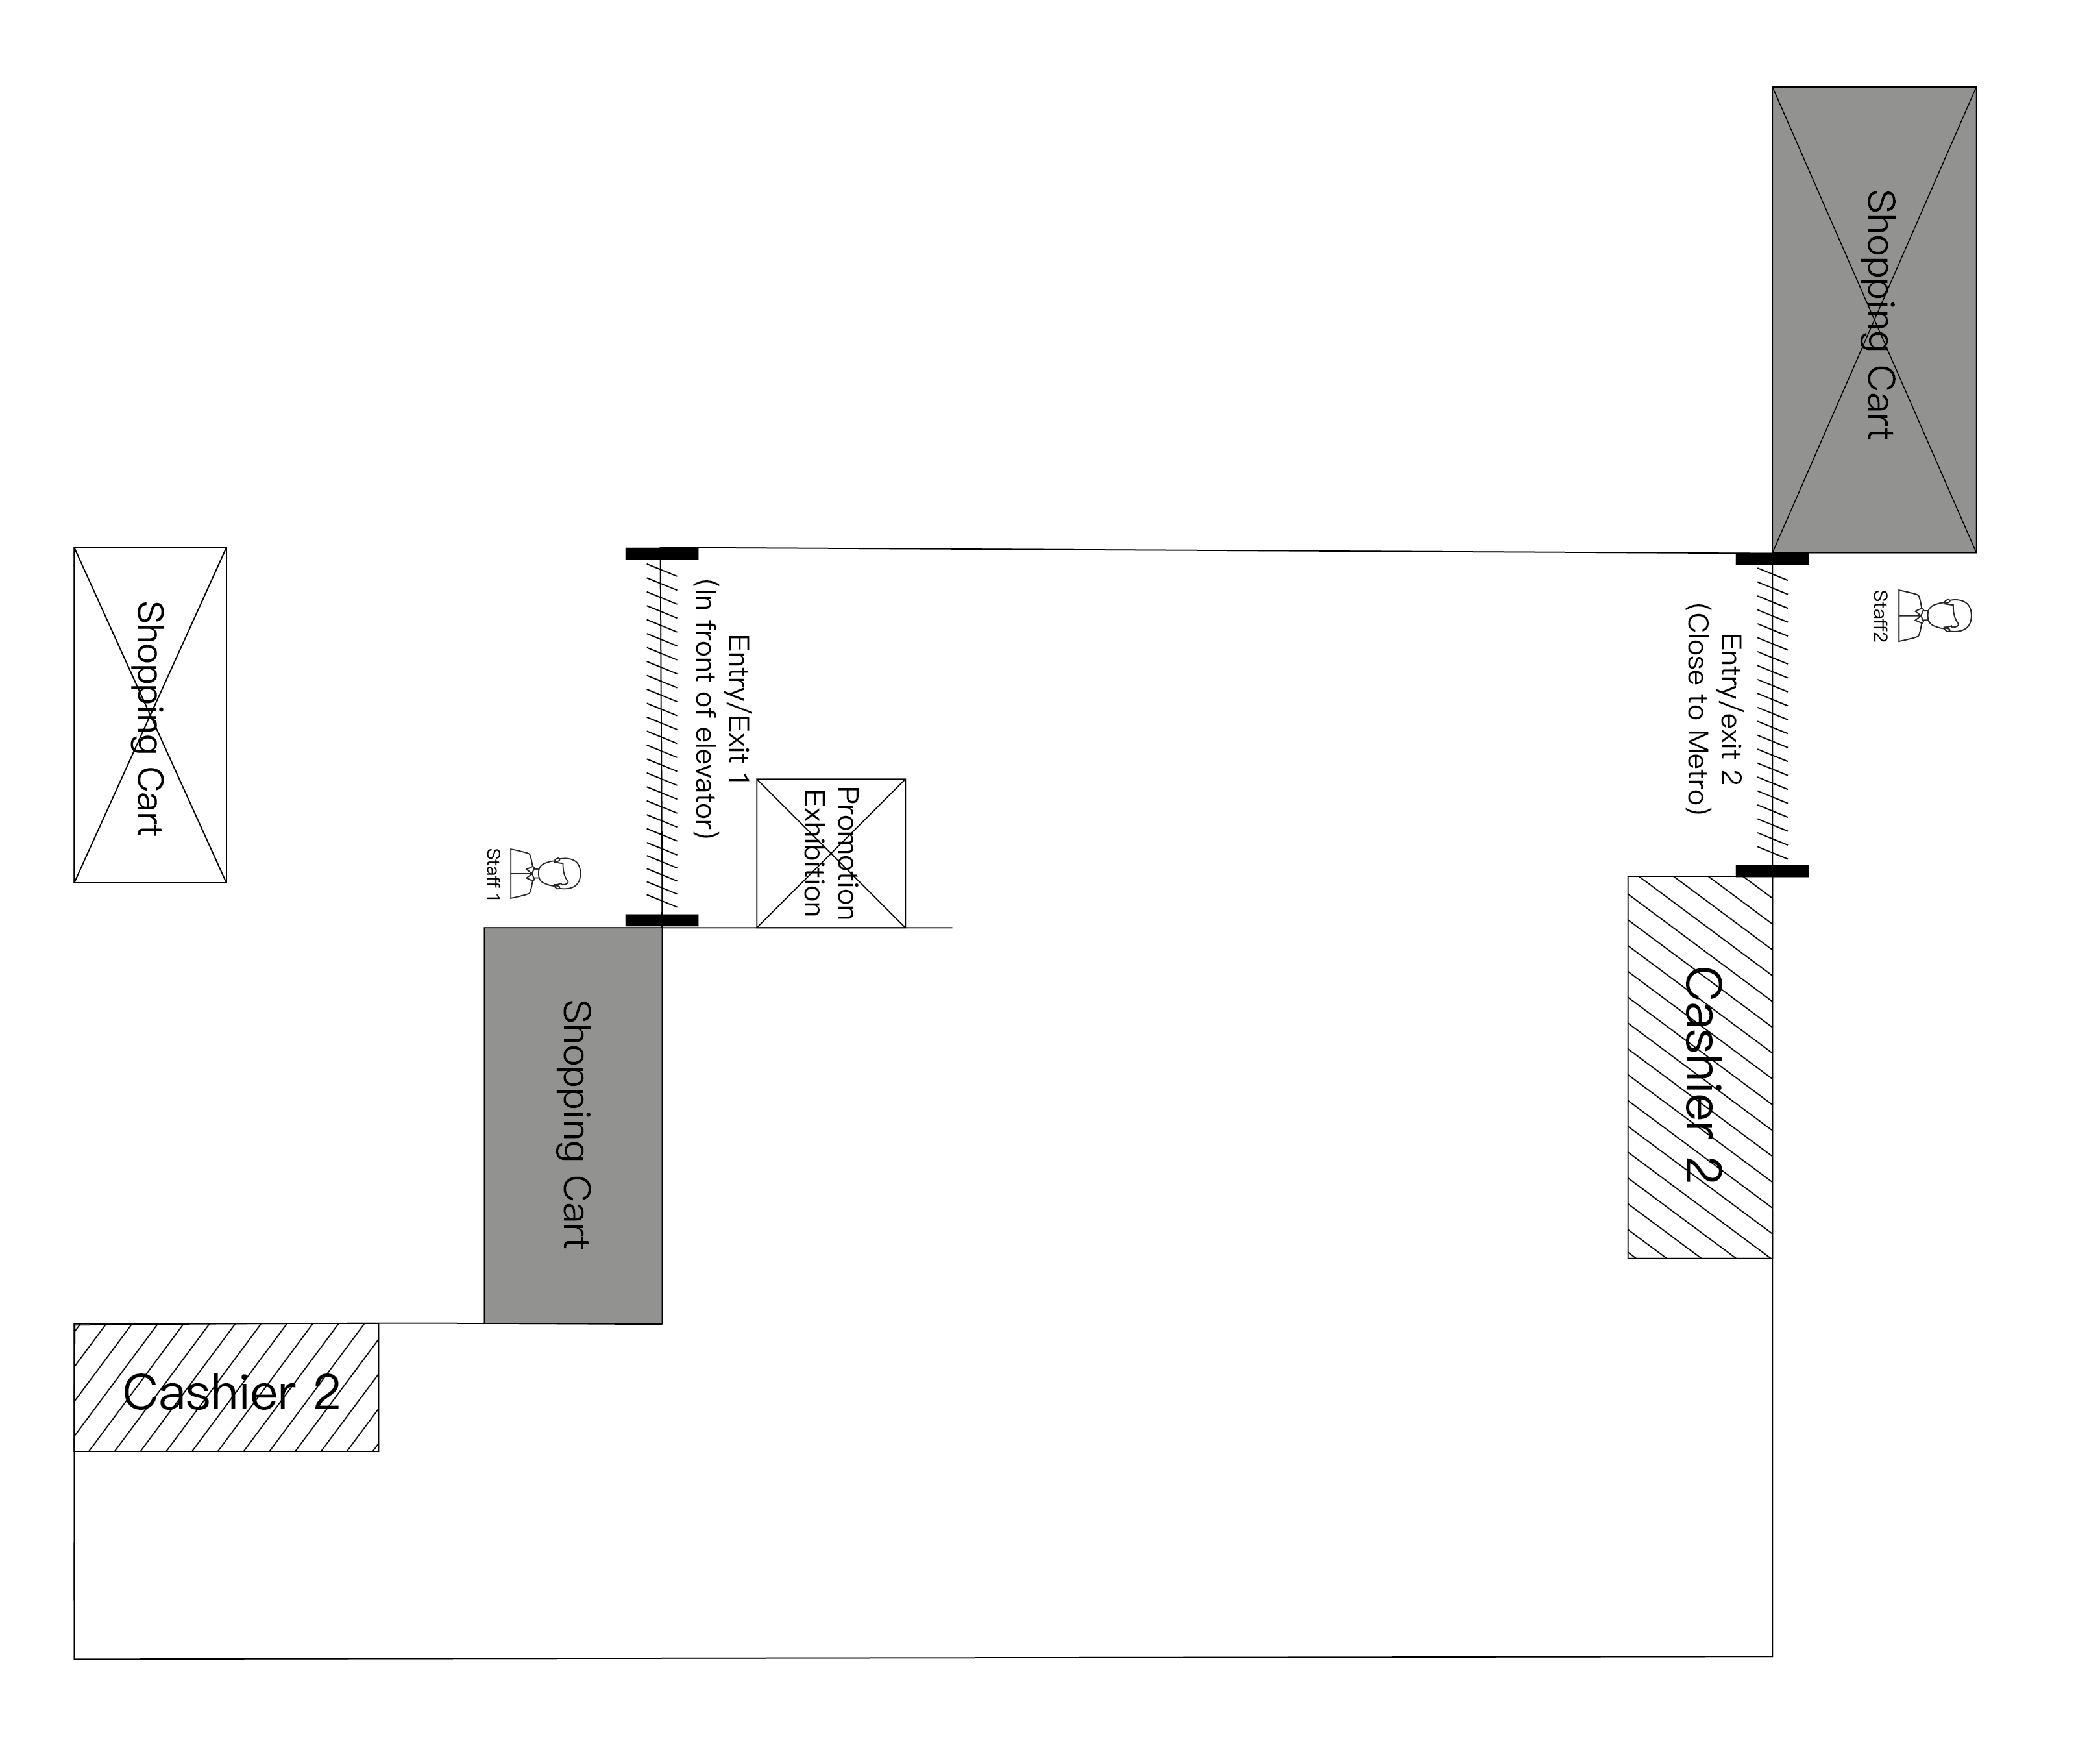 Shopping Cart
Staff2
Entry/exit 2
(Close to Metro)
Entry/Exit 1
(In front of elevator)
Shopping Cart
Promotion
Exhibition
Staff 1
Shopping Cart
Cashier 2
Cashier 2